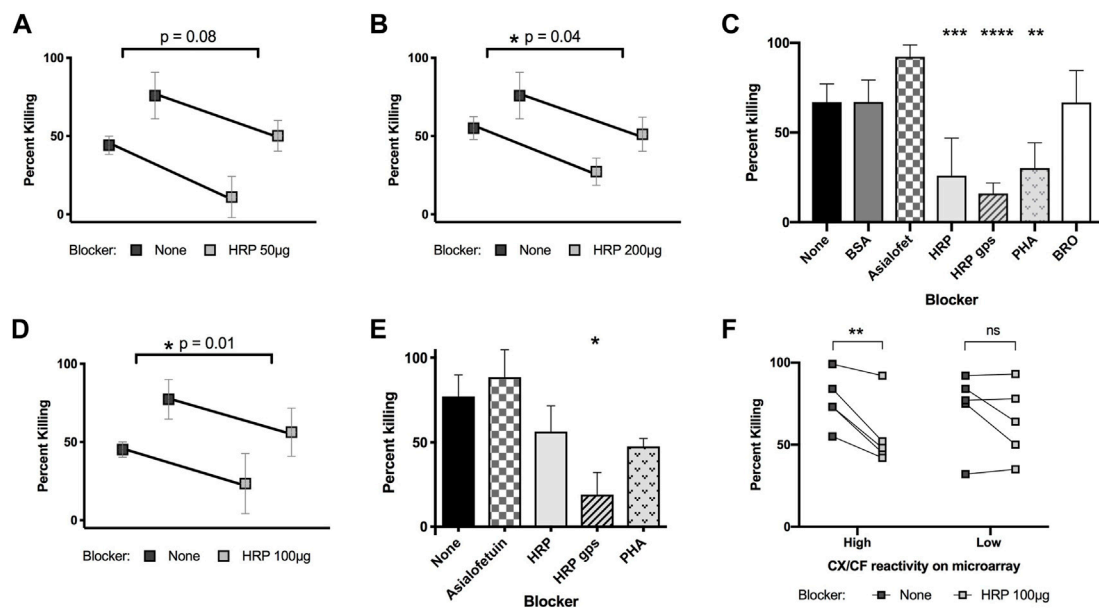 A
p = 0.08
100
50
0
Percent Killing
Blocker: None HRP 50µg
B
* p = 0.04
100
50
0
Percent Killing
Blocker: None HRP 200µg
C
*** **** **
100
50
0
Percent killing
None BSA Asialofet HRP HRP gps PHA BRO
Blocker
D
* p = 0.01
100
50
0
Percent Killing
Blocker: None HRP 100µg
E
*
100
50
0
Percent killing
None Asialofetuin HRP HRP gps PHA
Blocker
F
** ns
100
50
0
Percent Killing
High Low
CX/CF reactivity on microarray
Blocker: None HRP 100µg